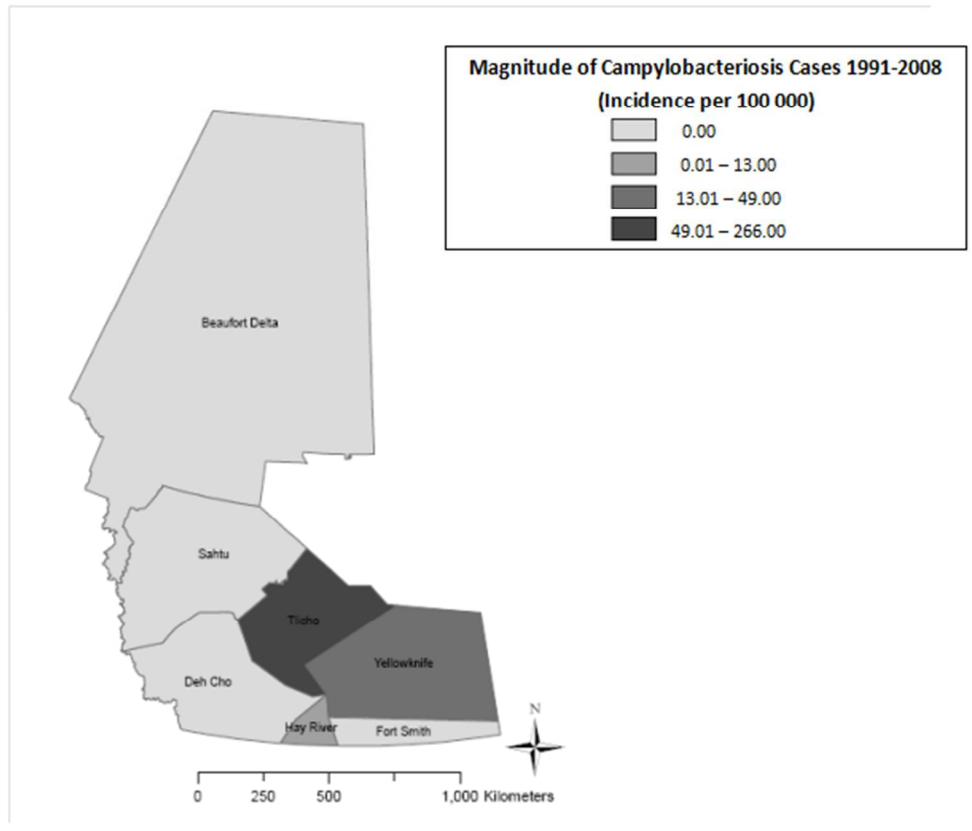 Magnitude of Campylobacteriosis Cases 1991-2008
(Incidence per 100 000)
0.00
0.01 – 13.00
13.01 – 49.00
49.01 – 266.00
Beaufort Delta
Sahtu
Tlicho
Yellowknife
Deh Cho
Hay River
Fort Smith
N
0 250 500 1,000 Kilometers